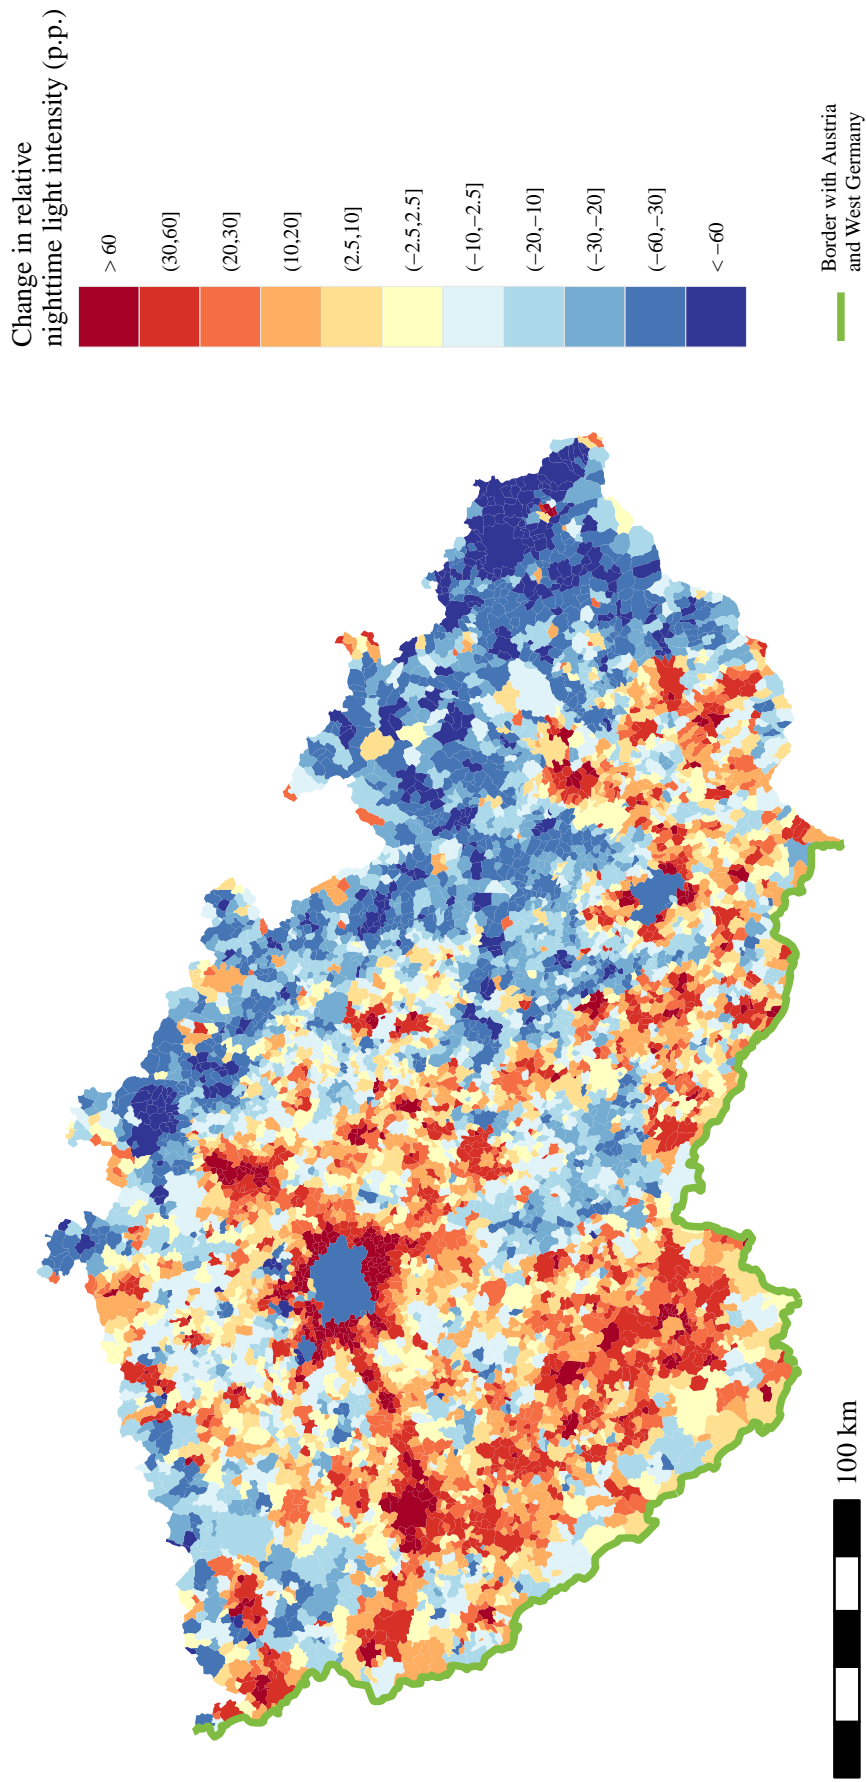 Change in relative
nighttime light intensity (p.p.)
> 60
(30,60]
(20,30]
(10,20]
(2.5,10]
(−2.5,2.5]
(−10,−2.5]
(−20,−10]
(−30,−20]
(−60,−30]
< −60
Border with Austria
and West Germany
100 km